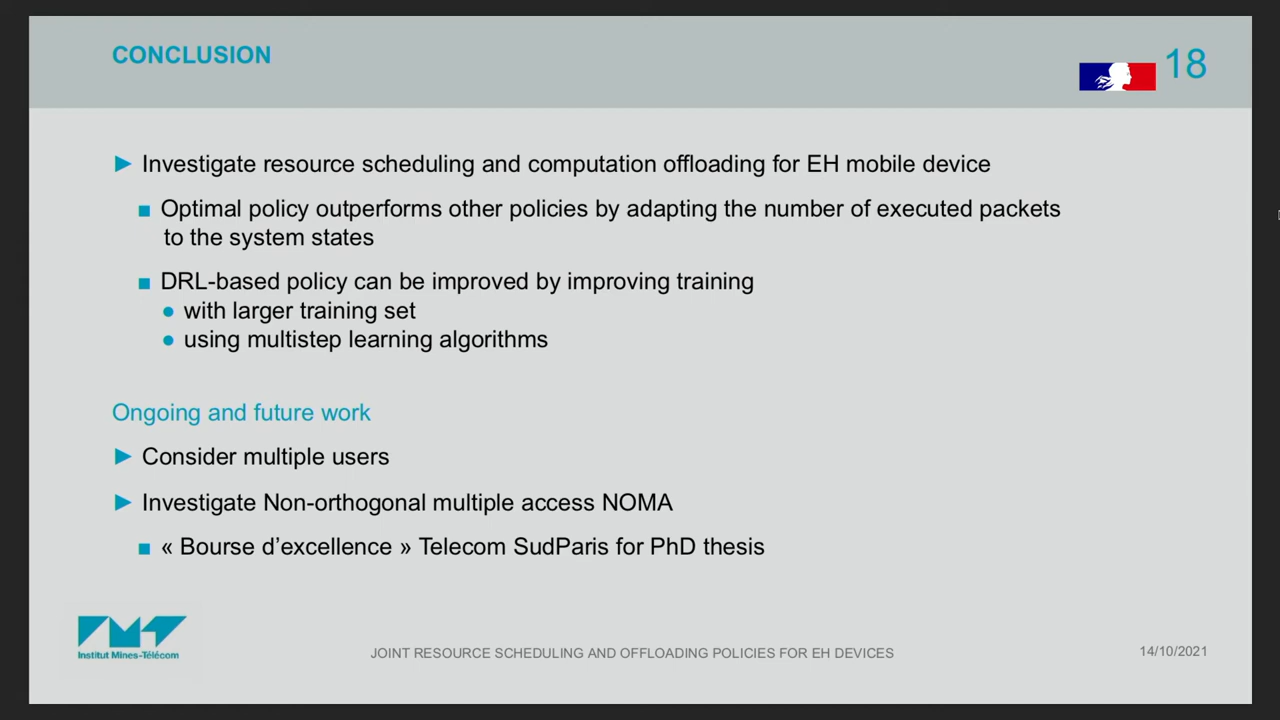 CONCLUSION
18
► Investigate resource scheduling and computation offloading for EH mobile device
■ Optimal policy outperforms other policies by adapting the number of executed packets
to the system states
■ DRL-based policy can be improved by improving training
● with larger training set
● using multistep learning algorithms
Ongoing and future work
► Consider multiple users
► Investigate Non-orthogonal multiple access NOMA
■ « Bourse d’excellence » Telecom SudParis for PhD thesis
IMT
Institut Mines-Télécom
JOINT RESOURCE SCHEDULING AND OFFLOADING POLICIES FOR EH DEVICES
14/10/2021